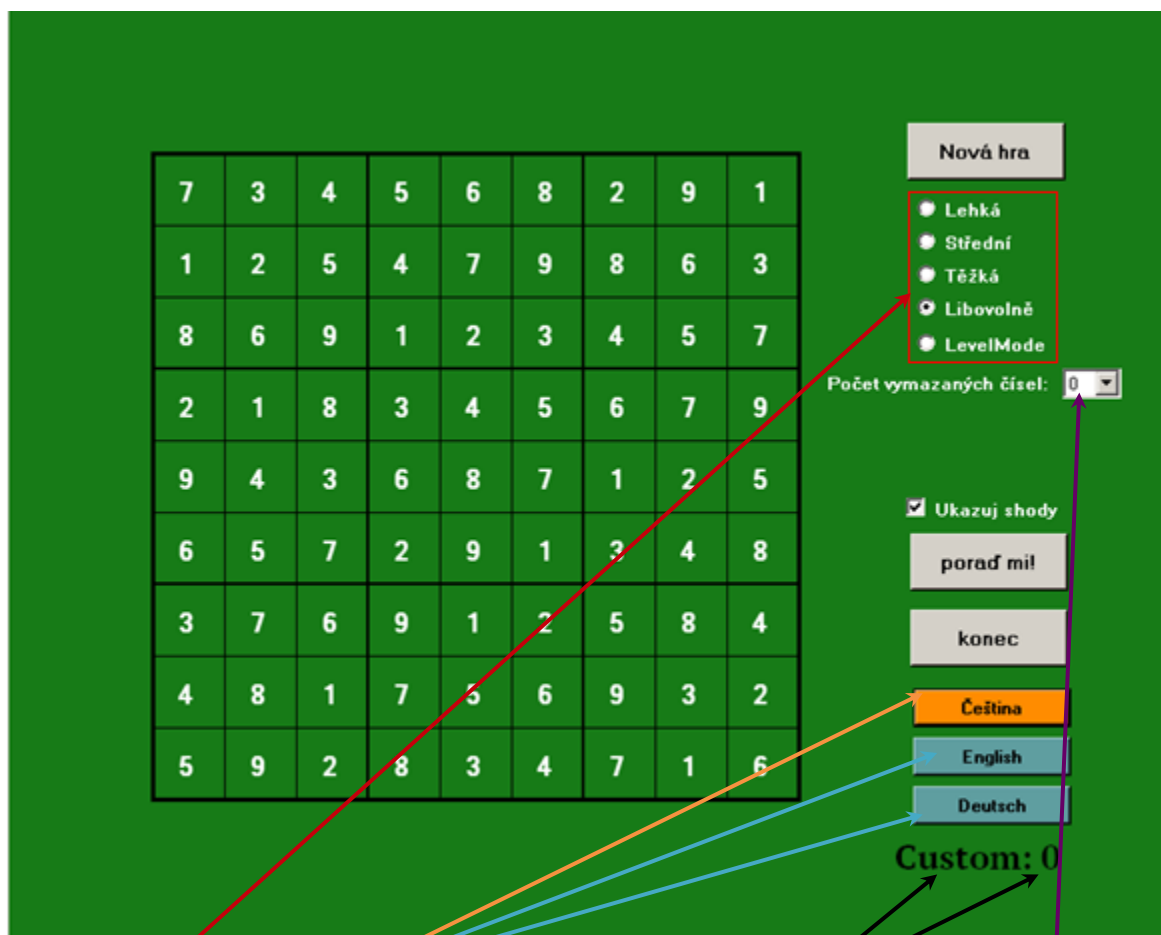 Nová hra
7 3 4 5 6 8 2 9 1
Lehká
Střední
1 2 5 4 7 9 8 6 3
Těžká
Libovolně
8 6 9 1 2 3 4 5 7
LevelMode
Počet vymazaných čísel: 0
2 1 8 3 4 5 6 7 9
9 4 3 6 8 7 1 2 5
Ukazuj shody
6 5 7 2 9 1 3 4 8
poraď mi!
3 7 6 9 1 2 5 8 4
konec
4 8 1 7 5 6 9 3 2
Čeština
5 9 2 8 3 4 7 1 6
English
Deutsch
Custom: 0